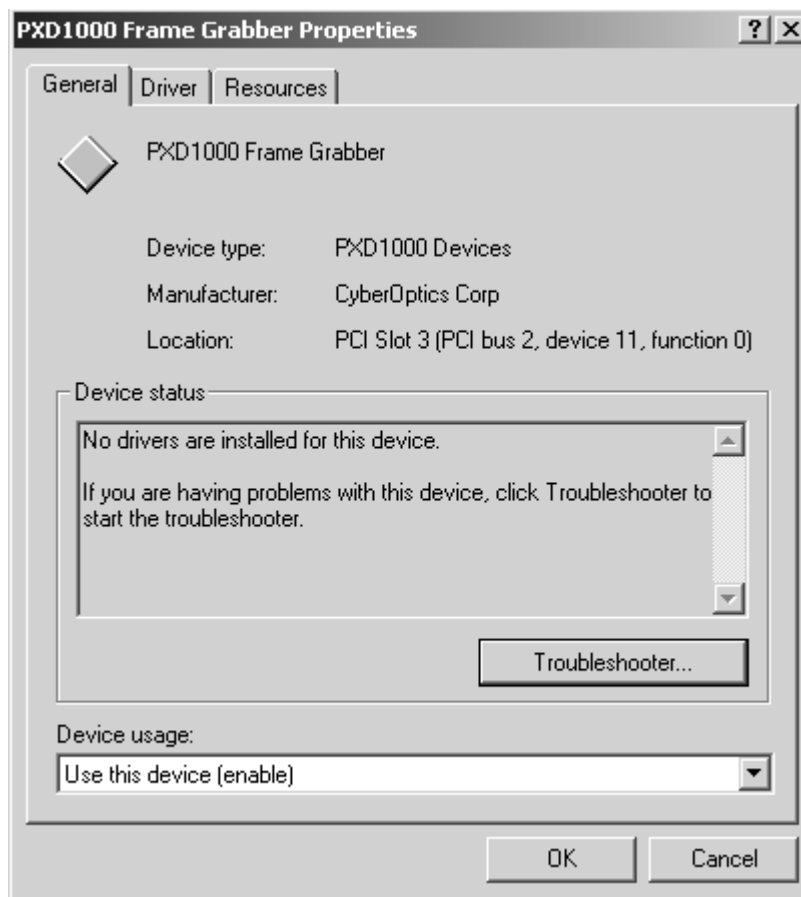 PXD1000 Frame Grabber Properties
General Driver Resources
PXD1000 Frame Grabber
Device type: PXD1000 Devices
Manufacturer: CyberOptics Corp
Location: PCI Slot 3 (PCI bus 2, device 11, function 0)
Device status
No drivers are installed for this device.
If you are having problems with this device, click Troubleshooter to
start the troubleshooter.
Troubleshooter...
Device usage:
Use this device (enable)
OK Cancel